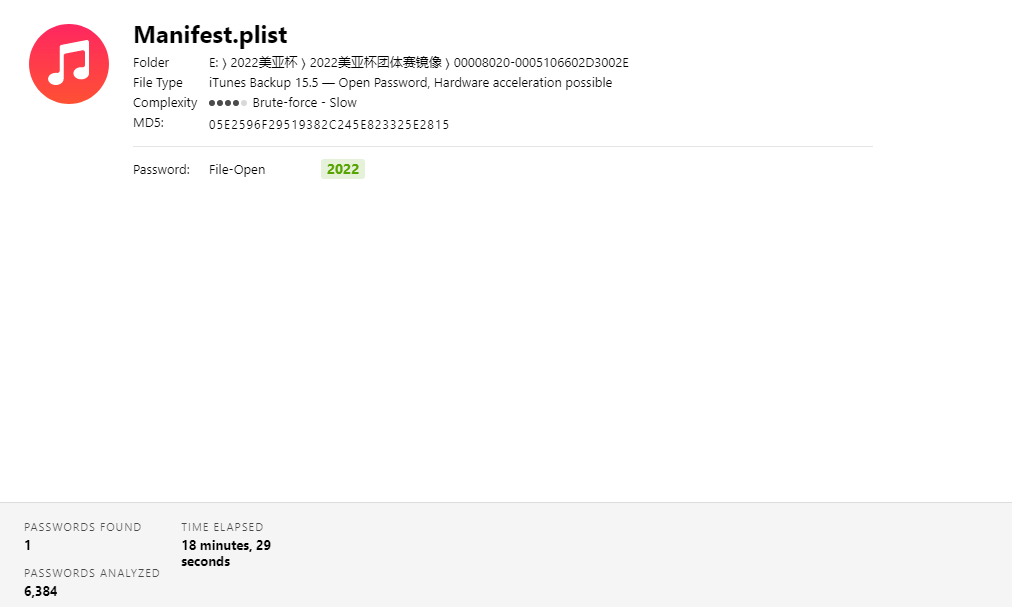 Manifest.plist
Folder E: ⟩ 2022美亚杯 ⟩ 2022美亚杯团体赛镜像 ⟩ 00008020-0005106602D3002E
File Type iTunes Backup 15.5 — Open Password, Hardware acceleration possible
Complexity Brute-force - Slow
MD5: 05E2596F29519382C245E823325E2815
Password: File-Open 2022
PASSWORDS FOUND
1
PASSWORDS ANALYZED
6,384
TIME ELAPSED
18 minutes, 29
seconds